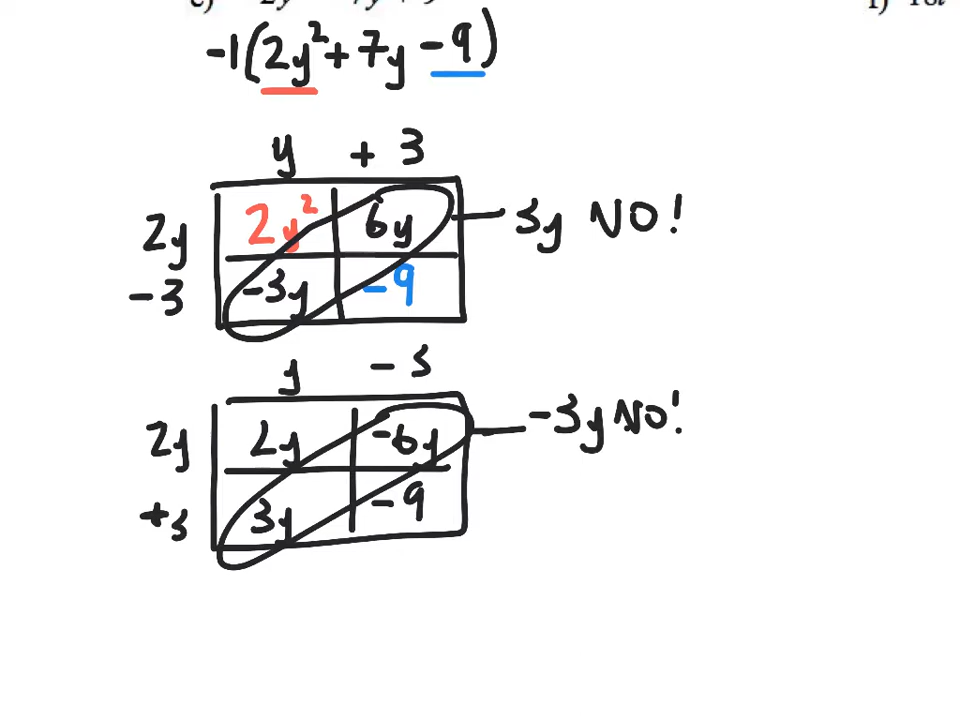 -1(2y²+7y-9)
y + 3
2y 2y² 6y 3y NO!
-3 -3y -9
y - 3
2y 2y -6y -3y NO!
+3 3y -9